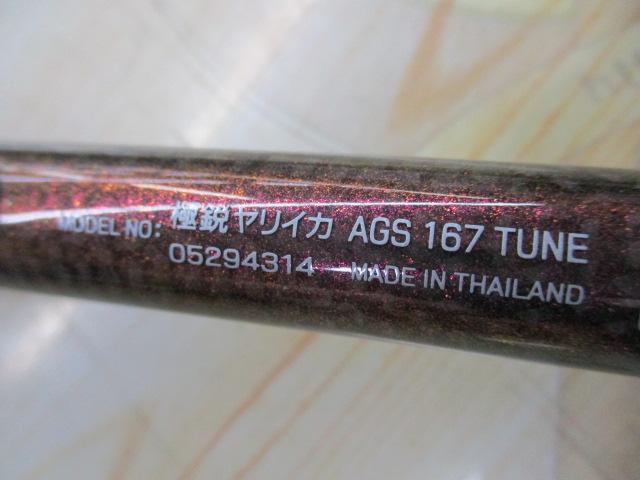 MODEL NO: 極鋭ヤリイカ AGS 167 TUNE
05294314 MADE IN THAILAND